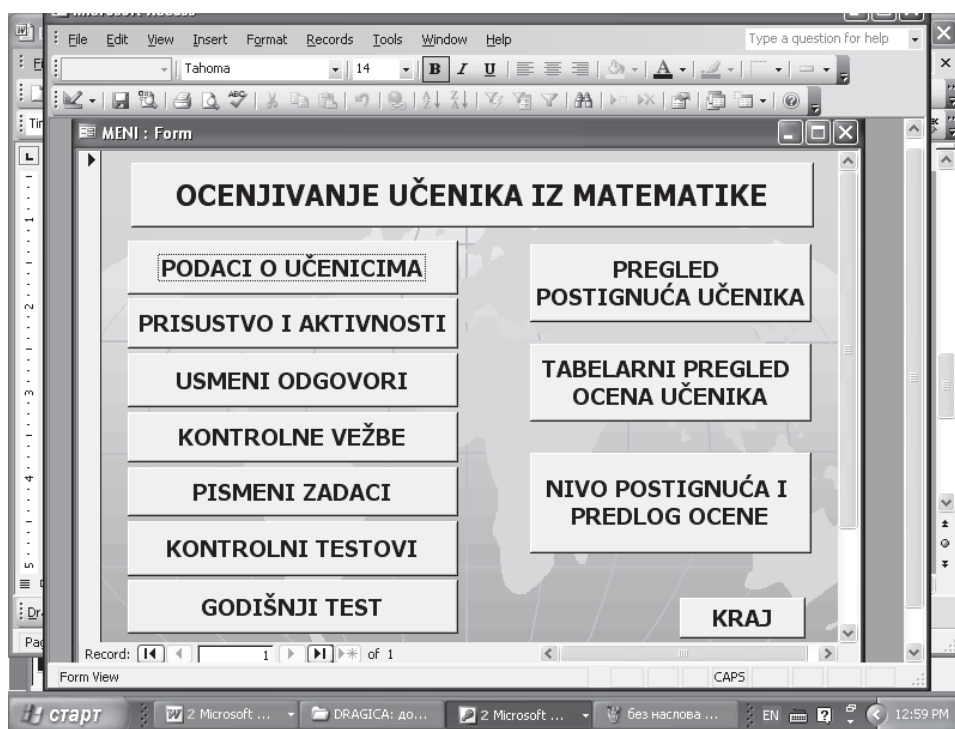 File Edit View Insert Format Records Tools Window Help Type a question for help
Tahoma 14 B I U A
MENI : Form
OCENJIVANJE UČENIKA IZ MATEMATIKE
PODACI O UČENICIMA
PRISUSTVO I AKTIVNOSTI
USMENI ODGOVORI
KONTROLNE VEŽBE
PISMENI ZADACI
KONTROLNI TESTOVI
GODIŠNJI TEST
PREGLED
POSTIGNUĆA UČENIKA
TABELARNI PREGLED
OCENA UČENIKA
NIVO POSTIGNUĆA I
PREDLOG OCENE
KRAJ
Record: 1 of 1
Form View CAPS
старт 2 Microsoft ... DRAGICA: до... 2 Microsoft ... без наслова ... EN 12:59 PM